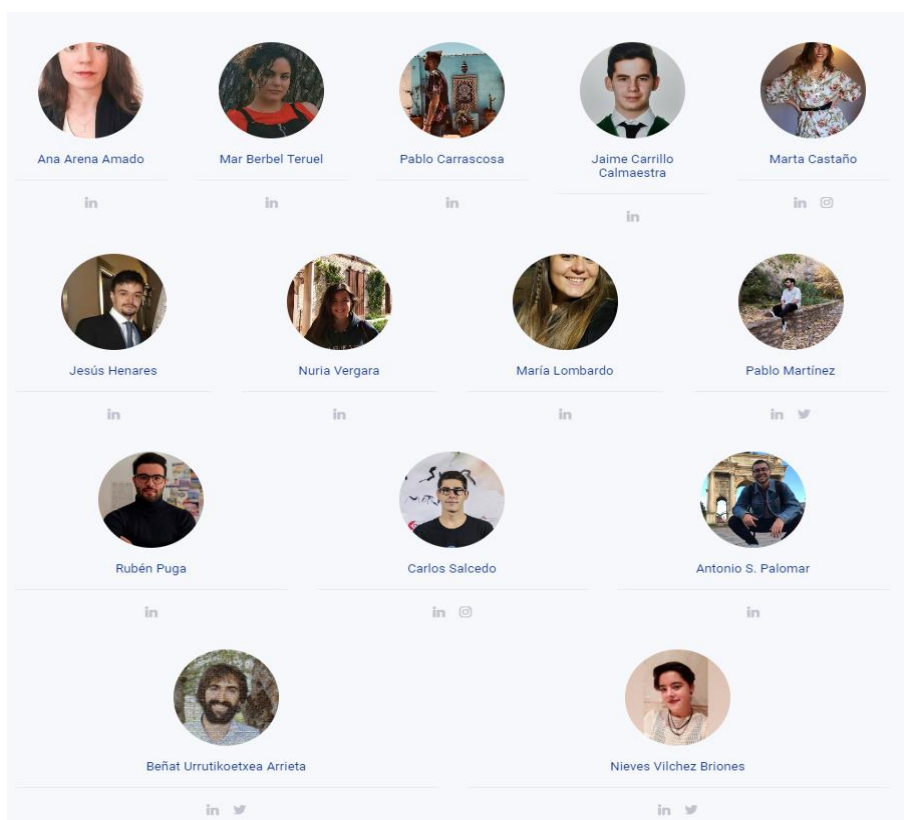 Ana Arena Amado
Mar Berbel Teruel
Pablo Carrascosa
Jaime Carrillo
Calmaestra
Marta Castaño
in
in
in
in
in
Jesús Henares
Nuria Vergara
María Lombardo
Pablo Martínez
in
in
in
in
Rubén Puga
Carlos Salcedo
Antonio S. Palomar
in
in
in
Beñat Urrutikoetxea Arrieta
Nieves Vilchez Briones
in
in